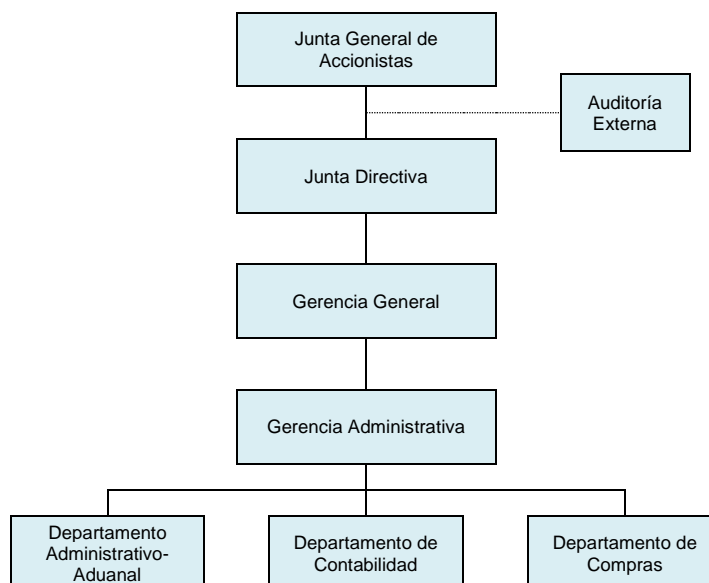 Junta General de
Accionistas
Auditoría
Externa
Junta Directiva
Gerencia General
Gerencia Administrativa
Departamento
Administrativo-
Aduanal
Departamento de
Contabilidad
Departamento de
Compras